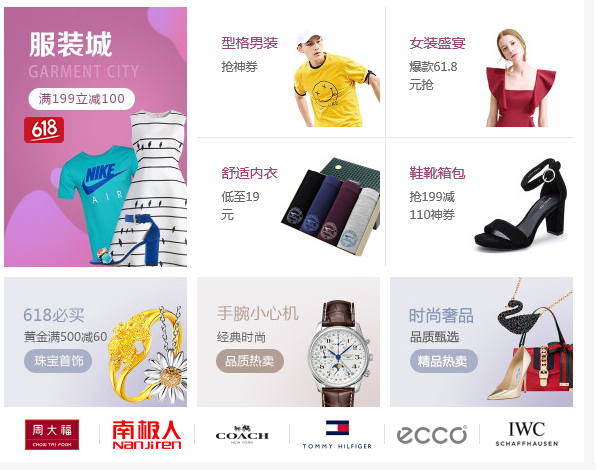 服装城
GARMENT CITY
满199立减100
618
NIKE
AIR
型格男装
抢神券
女装盛宴
爆款61.8
元抢
舒适内衣
低至19
元
鞋靴箱包
抢199减
110神券
618必买
黄金满500减60
珠宝首饰
手腕小心机
经典时尚
品质热卖
时尚奢品
品质甄选
精品热卖
周大福
CHOW TAI FOOK
南极人
NanJiren
COACH
NEW YORK
TOMMY HILFIGER
ecco
IWC
SCHAFFHAUSEN